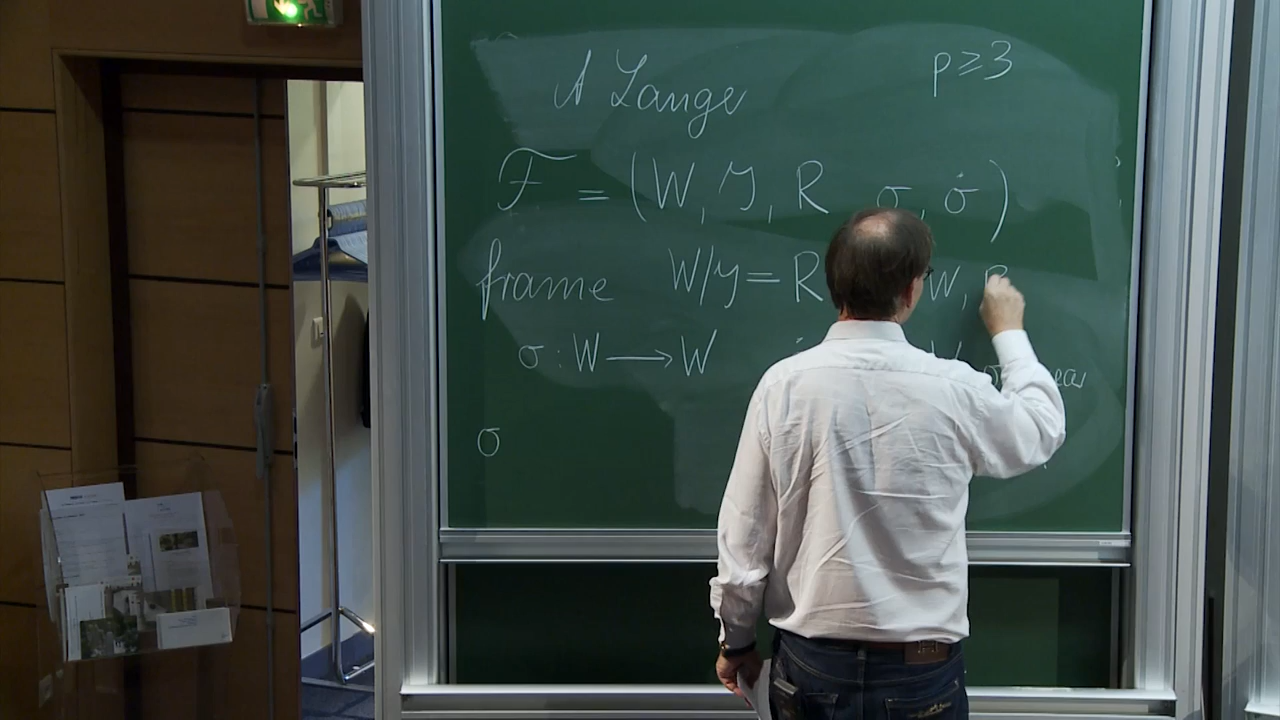 A Lange p ≥ 3
F = (W, J, R σ, σ̇)
frame W/J = R W, R
σ : W → W
σ